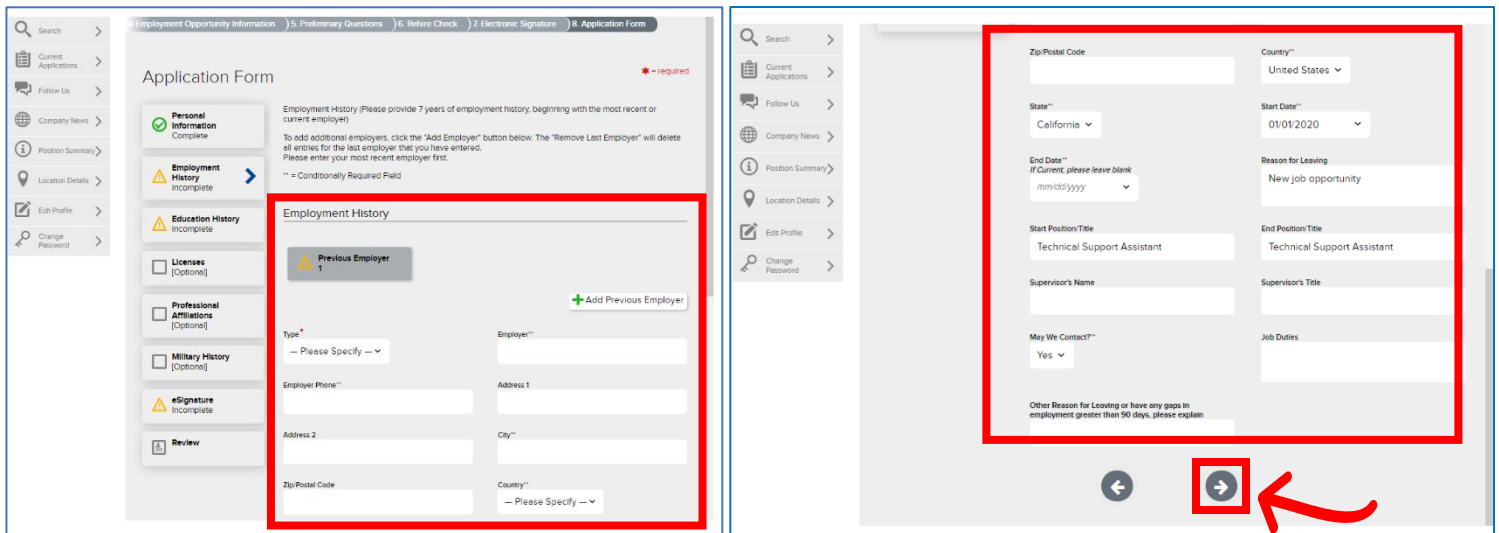 Employment Opportunity Information
5. Preliminary Questions
6. Rehire Check
7. Electronic Signature
8. Application Form
Search
Current
Applications
Follow Us
Company News
Position Summary
Location Details
Edit Profile
Change
Password
Application Form
* = required
Personal
Information
Complete
Employment
History
Incomplete
Education History
Incomplete
Licenses
[Optional]
Professional
Affiliations
[Optional]
Military History
[Optional]
eSignature
Incomplete
Review
Employment History (Please provide 7 years of employment history, beginning with the most recent or
current employer)
To add additional employers, click the "Add Employer" button below. The "Remove Last Employer" will delete
all entries for the last employer that you have entered.
Please enter your most recent employer first.
** = Conditionally Required Field
Employment History
Previous Employer
1
Add Previous Employer
Type*
Employer**
— Please Specify —
Employer Phone**
Address 1
Address 2
City**
Zip/Postal Code
Country**
— Please Specify —
Search
Current
Applications
Follow Us
Company News
Position Summary
Location Details
Edit Profile
Change
Password
Zip/Postal Code
Country**
United States
State**
Start Date**
California
01/01/2020
End Date**
If Current, please leave blank
mm/dd/yyyy
Reason for Leaving
New job opportunity
Start Position/Title
End Position/Title
Technical Support Assistant
Technical Support Assistant
Supervisor's Name
Supervisor's Title
May We Contact?**
Job Duties
Yes
Other Reason for Leaving or have any gaps in
employment greater than 90 days, please explain